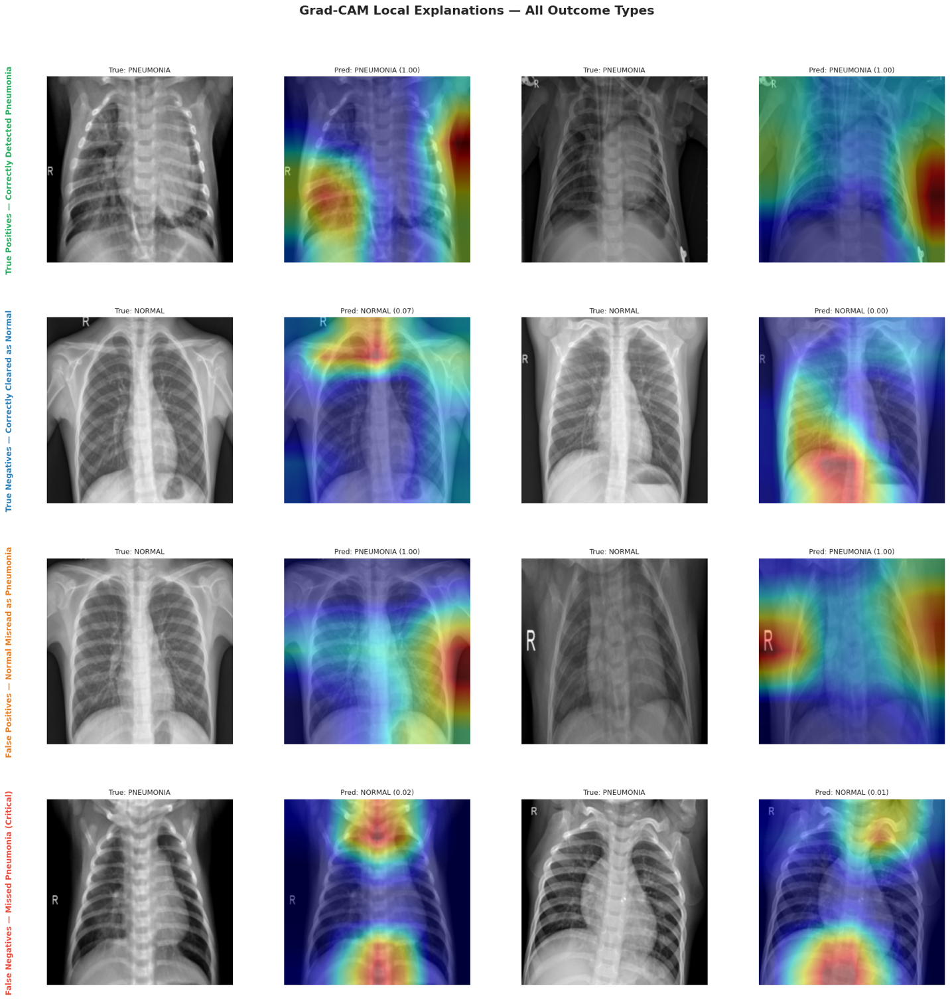 Grad-CAM Local Explanations — All Outcome Types
True Positives — Correctly Detected Pneumonia
True: PNEUMONIA
Pred: PNEUMONIA (1.00)
True: PNEUMONIA
Pred: PNEUMONIA (1.00)
R
R
R
R
True Negatives — Correctly Cleared as Normal
True: NORMAL
Pred: NORMAL (0.07)
True: NORMAL
Pred: NORMAL (0.00)
R
R
R
R
False Positives — Normal Misread as Pneumonia
True: NORMAL
Pred: PNEUMONIA (1.00)
True: NORMAL
Pred: PNEUMONIA (1.00)
R
R
False Negatives — Missed Pneumonia (Critical)
True: PNEUMONIA
Pred: NORMAL (0.02)
True: PNEUMONIA
Pred: NORMAL (0.01)
R
R
R
R